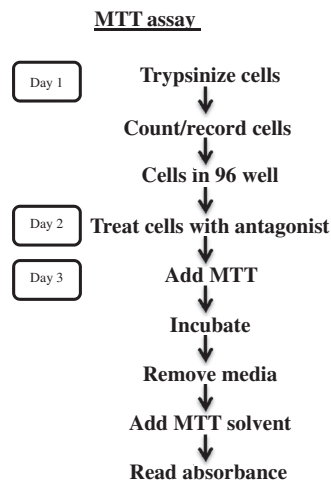 MTT assay
Day 1
Trypsinize cells
Count/record cells
Cells in 96 well
Day 2
Treat cells with antagonist
Day 3
Add MTT
Incubate
Remove media
Add MTT solvent
Read absorbance